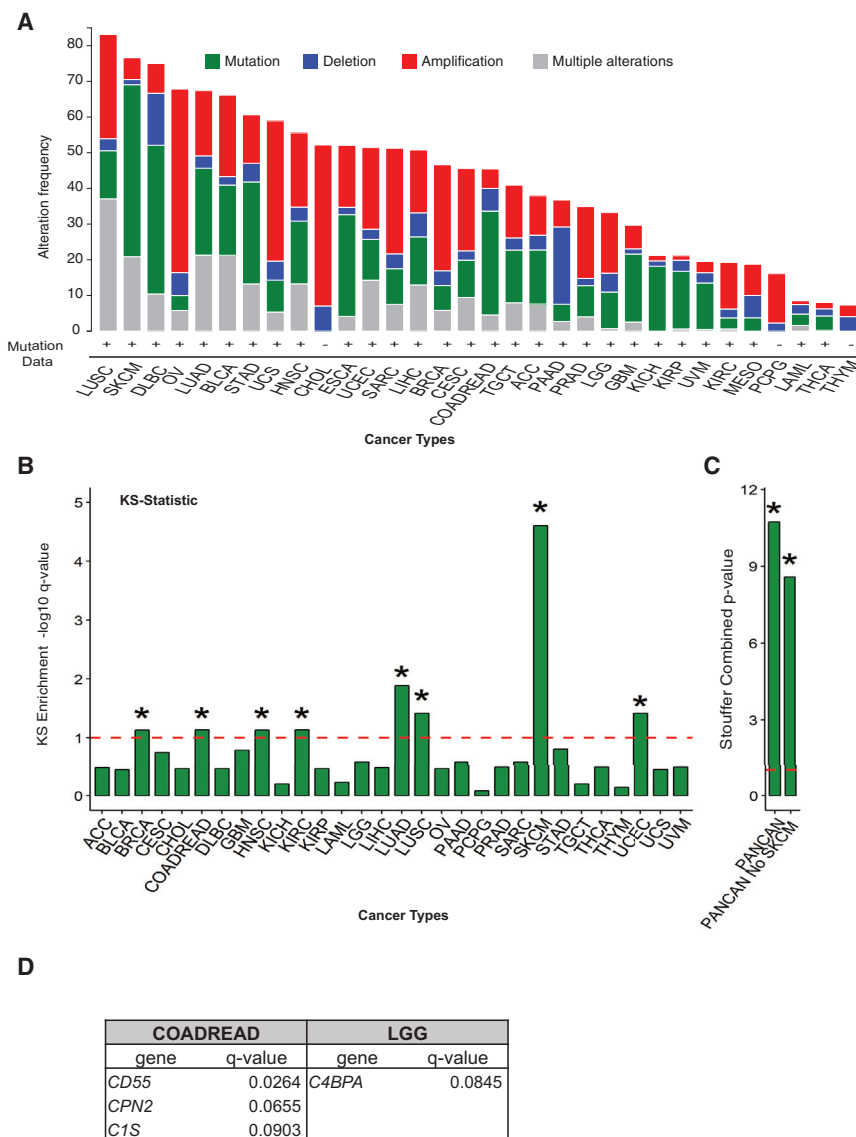 A
Mutation Deletion Amplification Multiple alterations
Alteration frequency
80
70
60
50
40
30
20
10
0
Mutation Data
+ + + + + + + + + - + + + + + + + + + + + + + + + + + + - + + -
LUSC SKCM DLBC OV LUAD BLCA STAD UCS HNSC CHOL ESCA UCEC SARC LIHC BRCA CESC COADREAD TGCT ACC PAAD PRAD LGG GBM KICH KIRP UVM KIRC MESO PCPG LAML THCA THYM
Cancer Types
B
KS-Statistic
KS Enrichment -log10 q-value
5
4
3
2
1
0
* * * * * * * *
ACC BLCA BRCA CESC CHOL COADREAD DLBC GBM HNSC KICH KIRC KIRP LAML LGG LIHC LUAD LUSC OV PAAD PCPG PRAD SARC SKCM STAD TGCT THCA THYM UCEC UCS UVM
Cancer Types
C
Stouffer Combined p-value
12
9
6
3
0
* *
PANCAN PANCAN No SKCM
D
COADREAD LGG
gene q-value gene q-value
CD55 0.0264 C4BPA 0.0845
CPN2 0.0655
C1S 0.0903